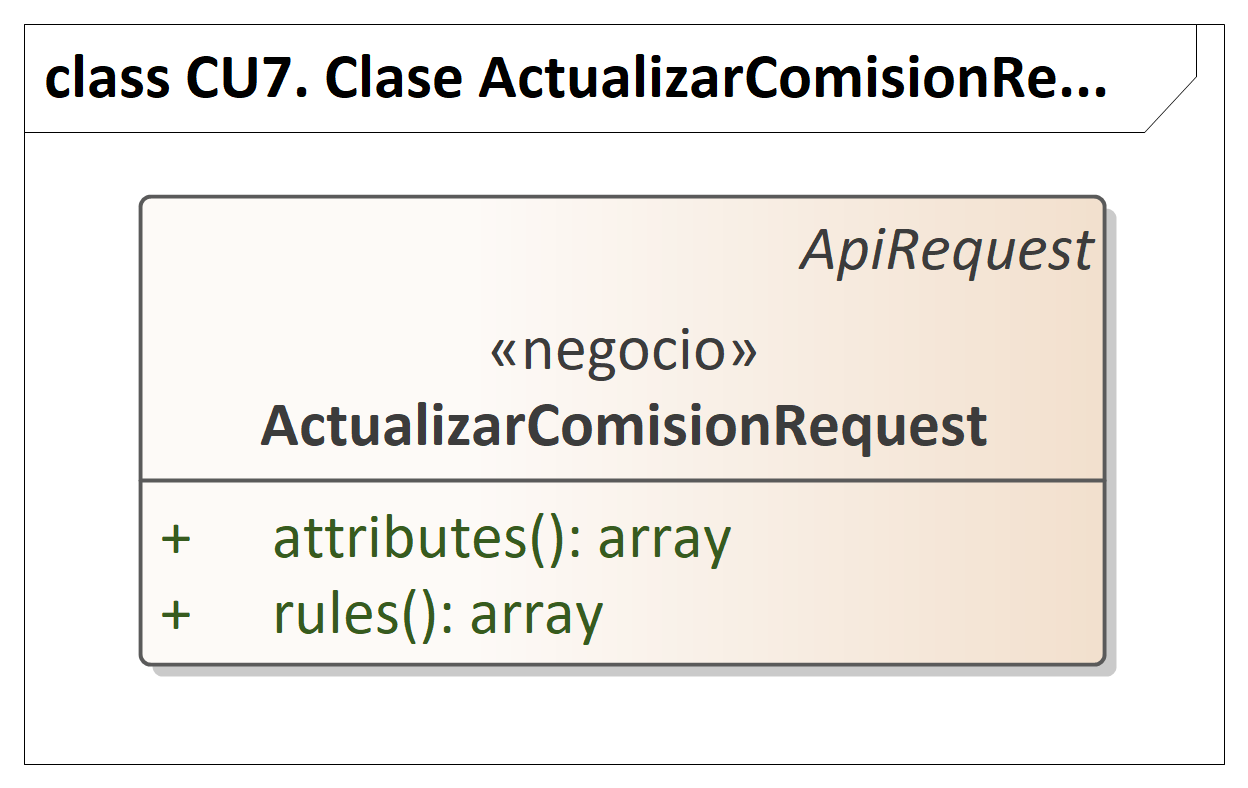 class CU7. Clase ActualizarComisionRe...
ApiRequest
«negocio»
ActualizarComisionRequest
+ attributes(): array
+ rules(): array